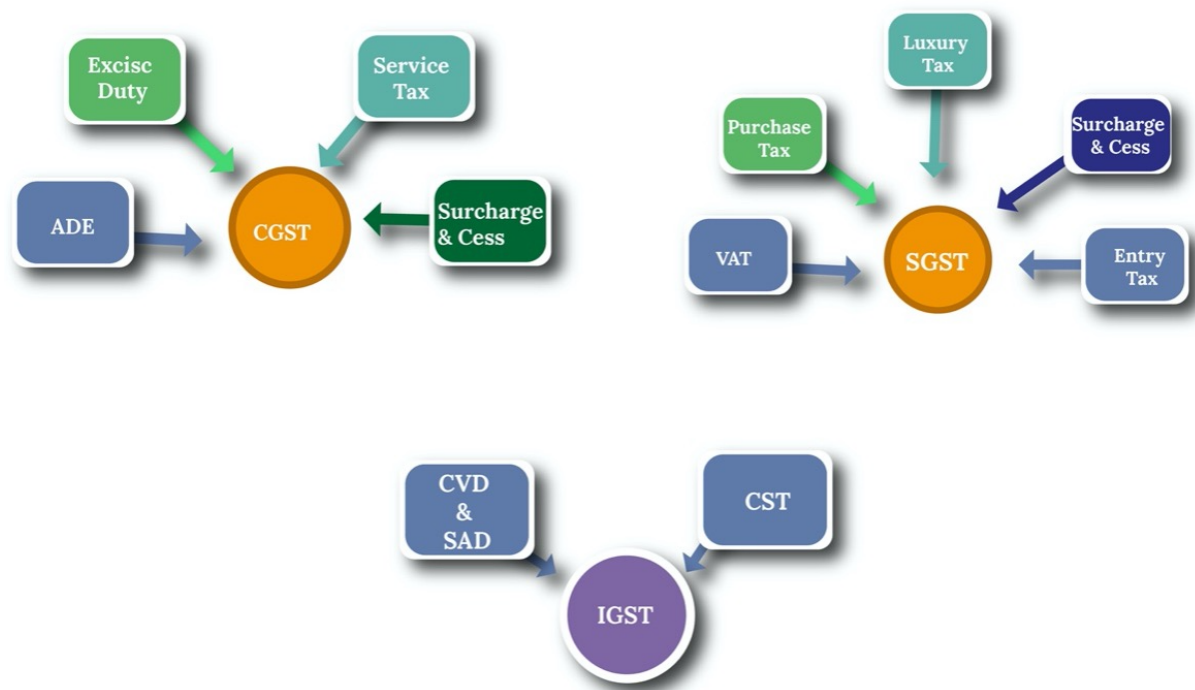 Excisc
Duty
Service
Tax
ADE
CGST
Surcharge
& Cess
Luxury
Tax
Purchase
Tax
Surcharge
& Cess
VAT
SGST
Entry
Tax
CVD
&
SAD
CST
IGST